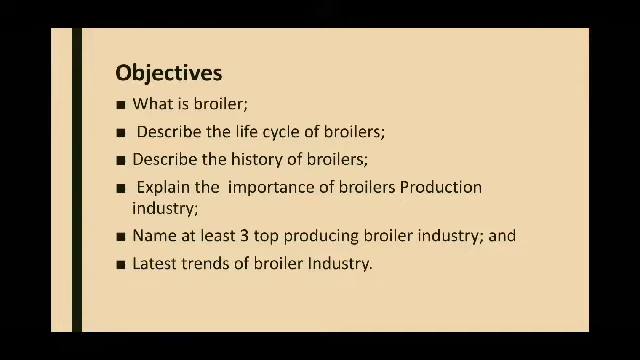 Objectives
■ What is broiler;
■ Describe the life cycle of broilers;
■ Describe the history of broilers;
■ Explain the importance of broilers Production
industry;
■ Name at least 3 top producing broiler industry; and
■ Latest trends of broiler Industry.